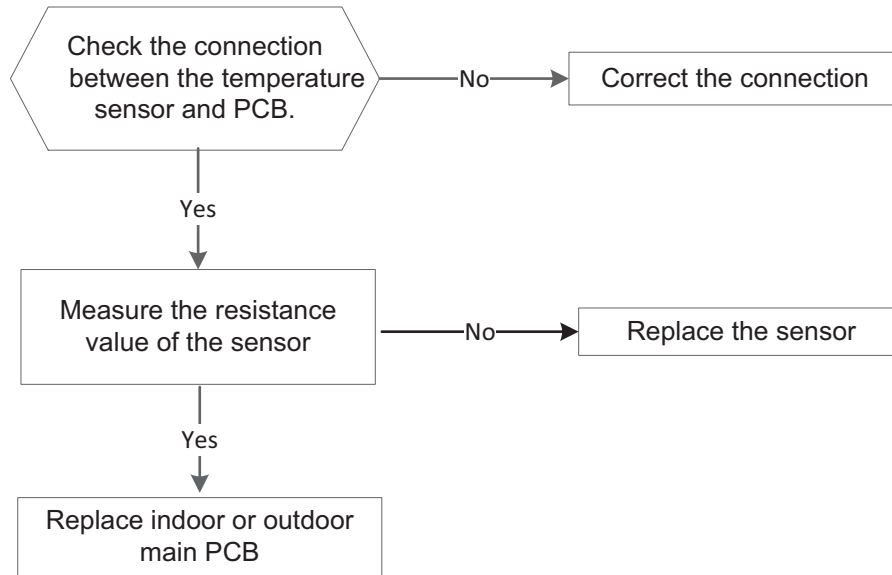 Check the connection
between the temperature
sensor and PCB.
No
Correct the connection
Yes
Measure the resistance
value of the sensor
No
Replace the sensor
Yes
Replace indoor or outdoor
main PCB